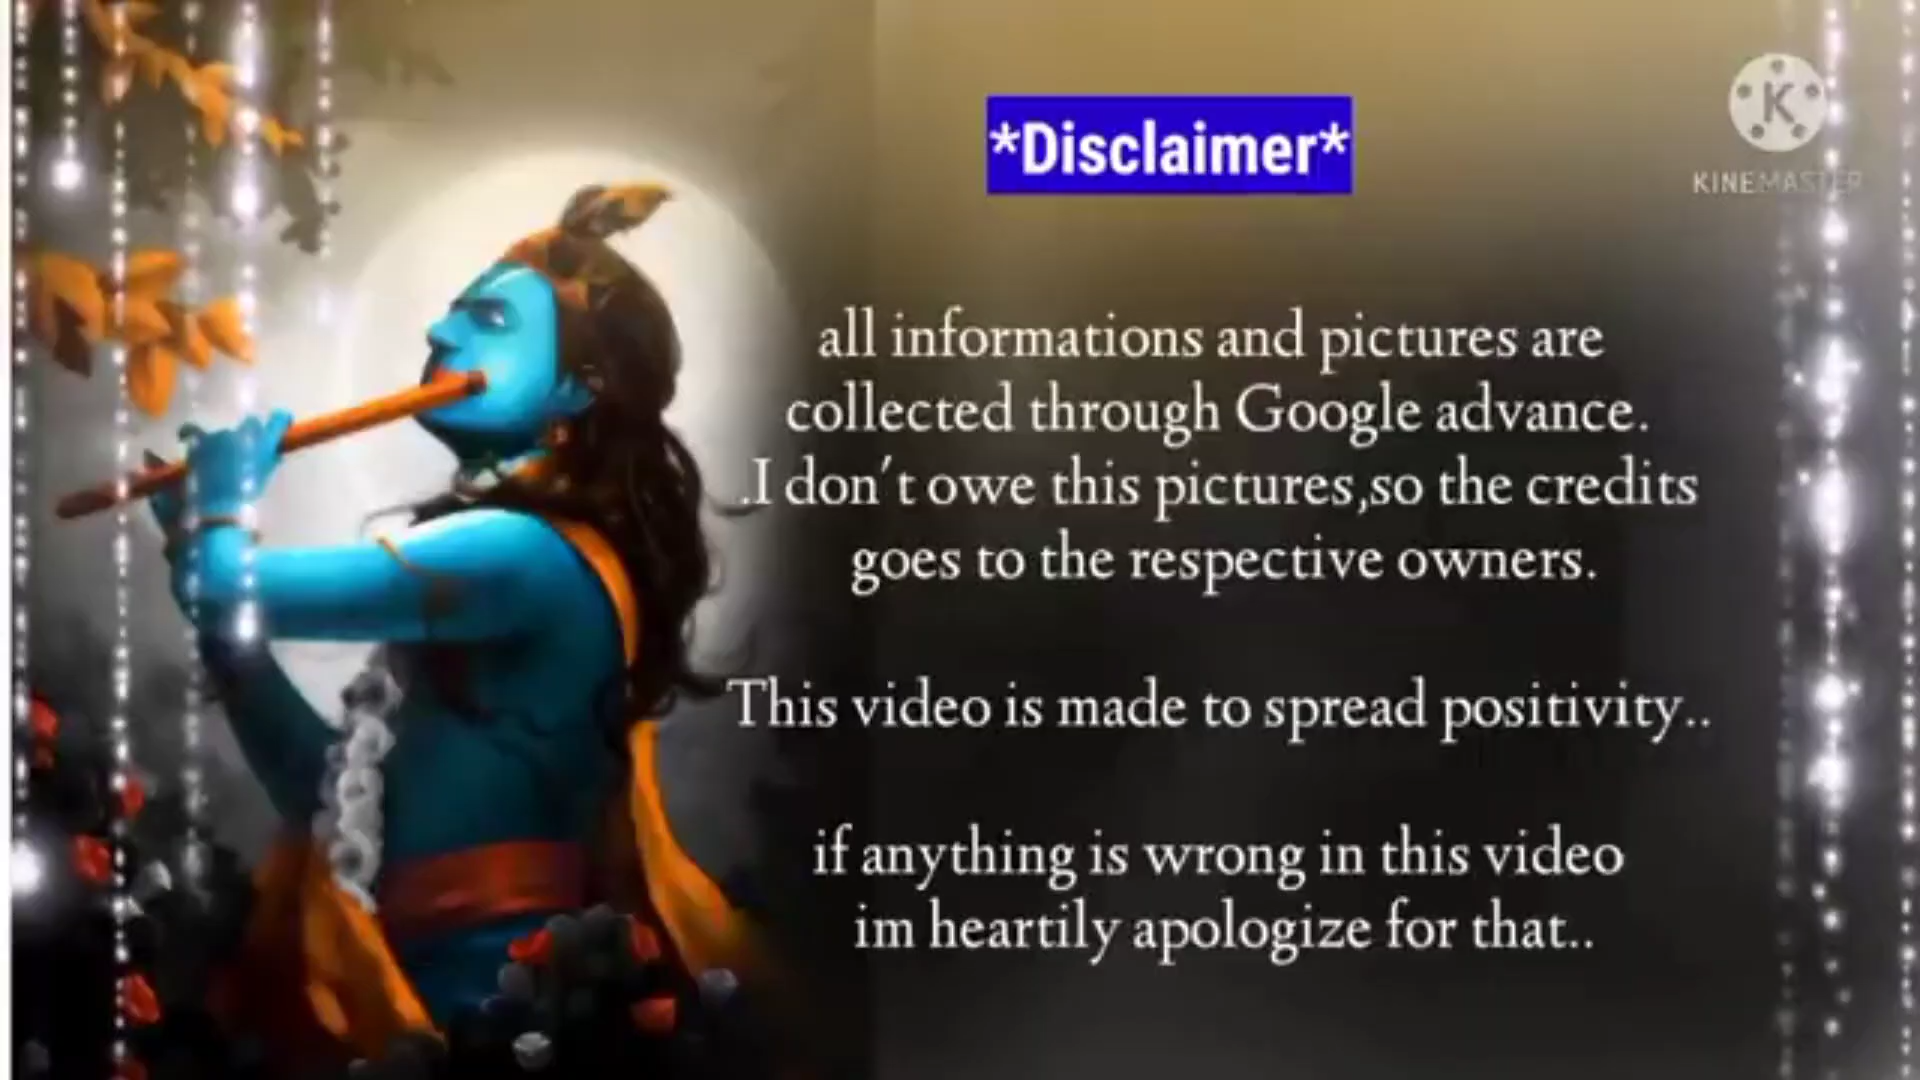 *Disclaimer*
K
KINEMASTER
all informations and pictures are
collected through Google advance.
.I don't owe this pictures,so the credits
goes to the respective owners.
This video is made to spread positivity..
if anything is wrong in this video
im heartily apologize for that..